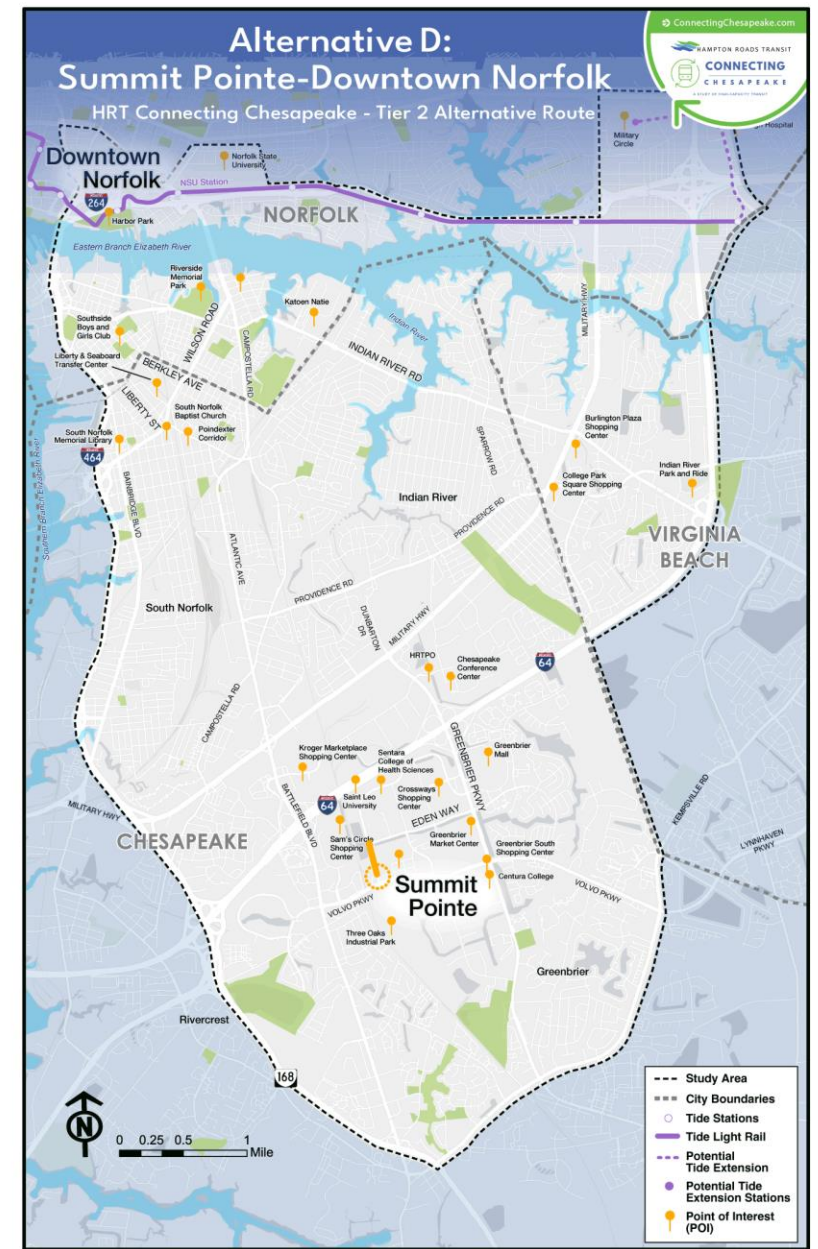 Alternative D:
Summit Pointe-Downtown Norfolk
HRT Connecting Chesapeake - Tier 2 Alternative Route
ConnectingChesapeake.com
HAMPTON ROADS TRANSIT
CONNECTING
CHESAPEAKE
A STUDY OF HIGH-CAPACITY TRANSIT
Military
Circle
Hospital
Downtown
Norfolk
Norfolk State
University
NSU Station
264
Harbor Park
NORFOLK
Eastern Branch Elizabeth River
Riverside
Memorial
Park
Katoen Natie
Indian River
MILITARY HWY
Southside
Boys and
Girls Club
WILSON ROAD
CAMPOSTELLA RD
INDIAN RIVER RD
Liberty & Seaboard
Transfer Center
BERKLEY AVE
LIBERTY ST
South Norfolk
Baptist Church
Poindexter
Corridor
South Norfolk
Memorial Library
464
Southern Branch Elizabeth River
BAINBRIDGE BLVD
SPARROW RD
Burlington Plaza
Shopping
Center
College Park
Square Shopping
Center
Indian River
Park and Ride
Indian River
PROVIDENCE RD
VIRGINIA
BEACH
ATLANTIC AVE
PROVIDENCE RD
South Norfolk
DUNBARTON
DR
MILITARY HWY
HRTPO
Chesapeake
Conference
Center
64
CAMPOSTELLA RD
GREENBRIER PKWY
Kroger Marketplace
Shopping Center
Sentara
College of
Health Sciences
Greenbrier
Mall
Saint Leo
University
Crossways
Shopping
Center
64
BATTLEFIELD BLVD
EDEN WAY
KEMPSVILLE RD
MILITARY HWY
CHESAPEAKE
Sam's Circle
Shopping
Center
Greenbrier
Market Center
Greenbrier South
Shopping Center
LYNNHAVEN
PKWY
Centura College
Summit
Pointe
VOLVO PKWY
VOLVO PKWY
Three Oaks
Industrial Park
Greenbrier
Rivercrest
168
N
0 0.25 0.5 1
Mile
Study Area
City Boundaries
Tide Stations
Tide Light Rail
Potential
Tide Extension
Potential Tide
Extension Stations
Point of Interest
(POI)